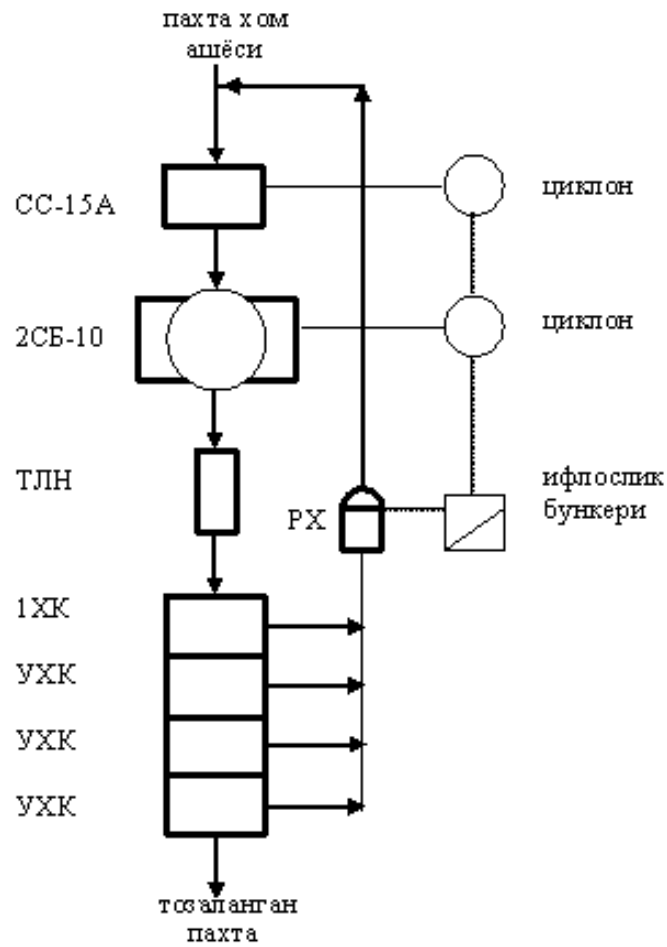 пахта хом
ашёси
СС-15А
циклон
2СБ-10
циклон
ТЛН
РХ
ифлослик
бункери
1ХК
УХК
УХК
УХК
тозаланган
пахта